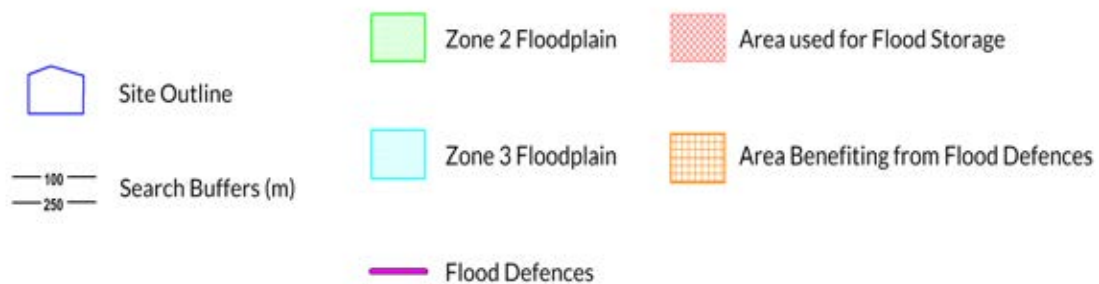 Site Outline
100
250
Search Buffers (m)
Zone 2 Floodplain
Zone 3 Floodplain
Flood Defences
Area used for Flood Storage
Area Benefiting from Flood Defences